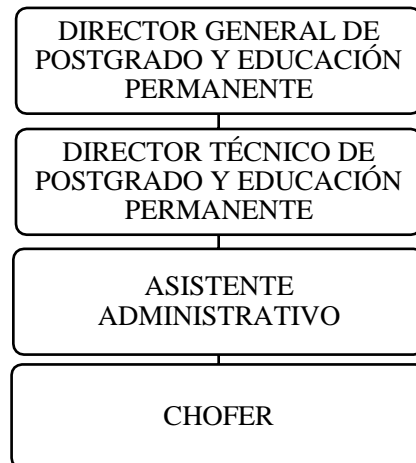 DIRECTOR GENERAL DE
POSTGRADO Y EDUCACIÓN
PERMANENTE
DIRECTOR TÉCNICO DE
POSTGRADO Y EDUCACIÓN
PERMANENTE
ASISTENTE
ADMINISTRATIVO
CHOFER